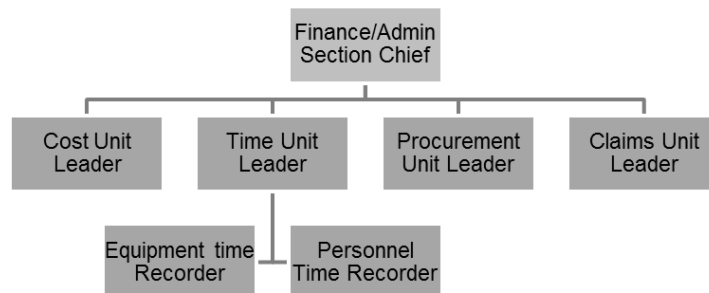 Finance/Admin
Section Chief
Cost Unit
Leader
Time Unit
Leader
Procurement
Unit Leader
Claims Unit
Leader
Equipment time
Recorder
Personnel
Time Recorder